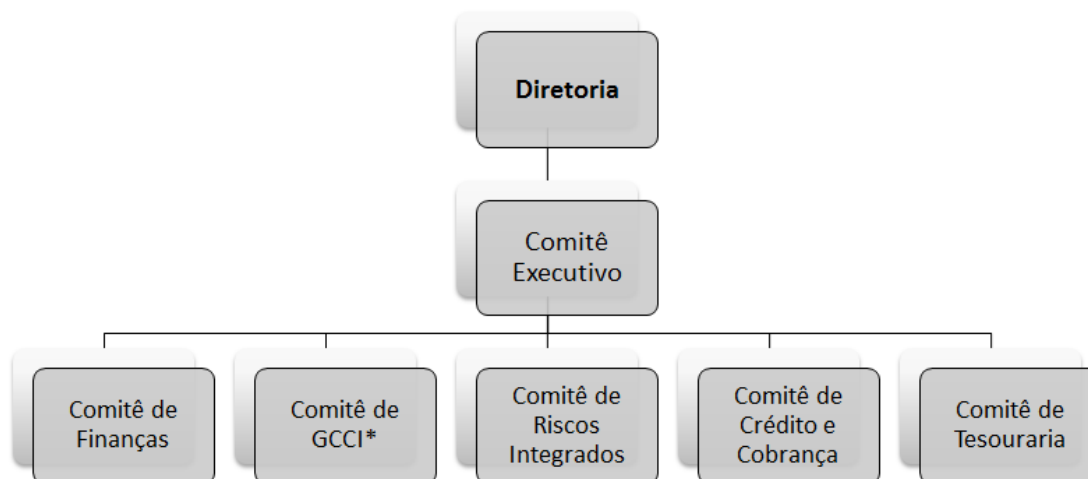 Diretoria
Comitê
Executivo
Comitê de
Finanças
Comitê de
GCCI*
Comitê de
Riscos
Integrados
Comitê de
Crédito e
Cobrança
Comitê de
Tesouraria